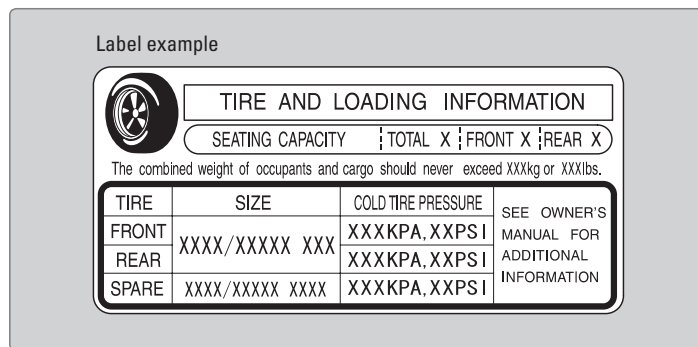 Label example
TIRE AND LOADING INFORMATION
SEATING CAPACITY TOTAL X FRONT X REAR X
The combined weight of occupants and cargo should never exceed XXXkg or XXXlbs.
TIRE SIZE COLD TIRE PRESSURE SEE OWNER'S MANUAL FOR ADDITIONAL INFORMATION
FRONT XXXX/XXXXX XXX XXXKPA, XXPSI
REAR XXXKPA, XXPSI
SPARE XXXX/XXXXX XXXX XXXKPA, XXPSI